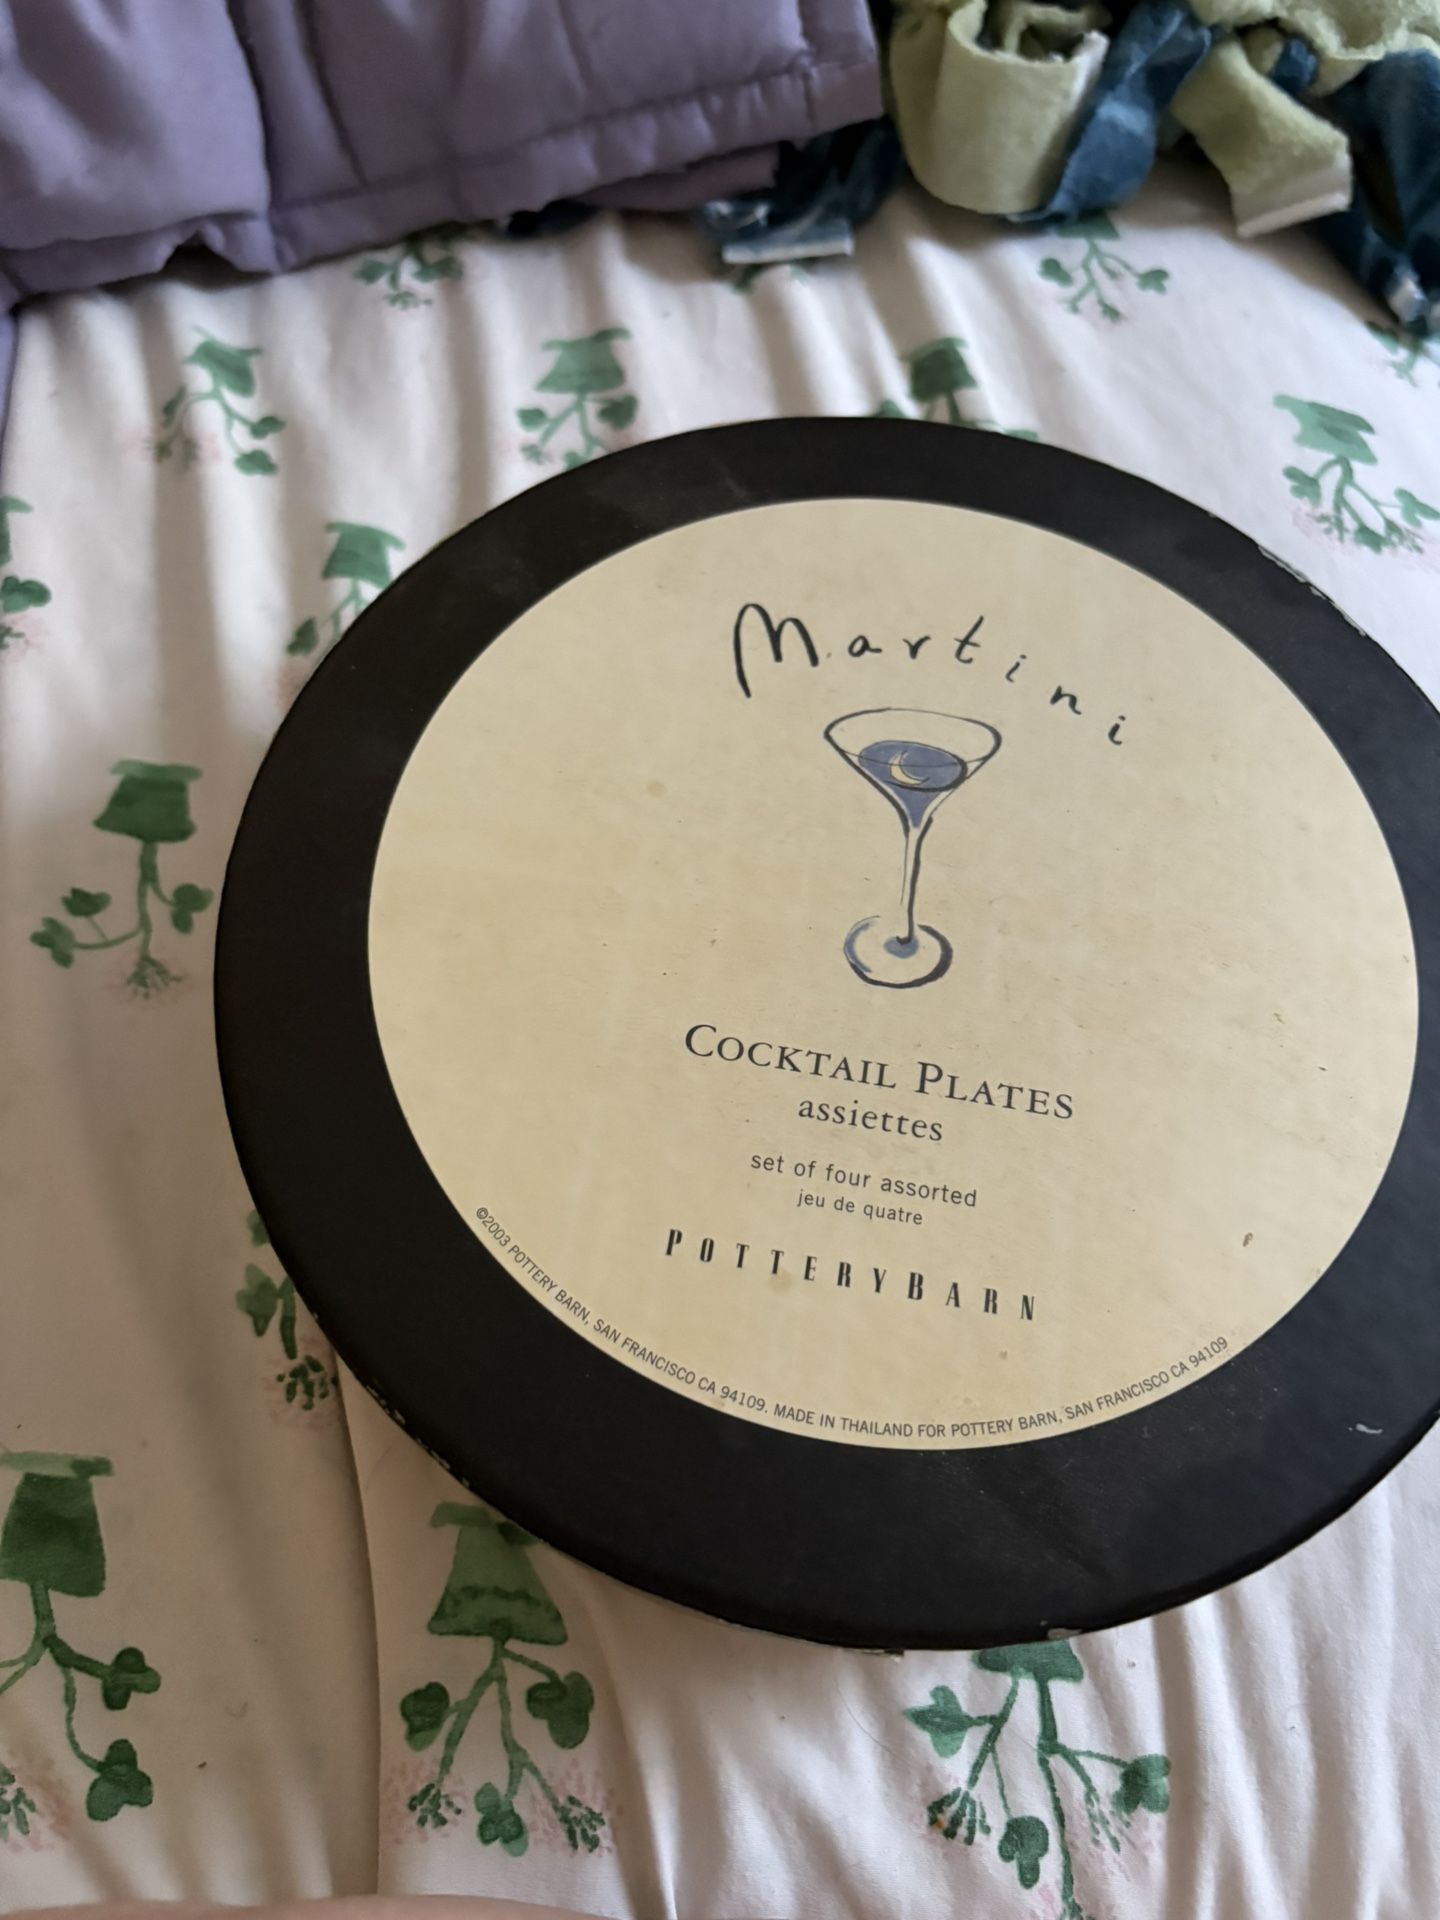 Martini
COCKTAIL PLATES
assiettes
set of four assorted
jeu de quatre
POTTERYBARN
©2003 POTTERY BARN, SAN FRANCISCO CA 94109. MADE IN THAILAND FOR POTTERY BARN, SAN FRANCISCO CA 94109